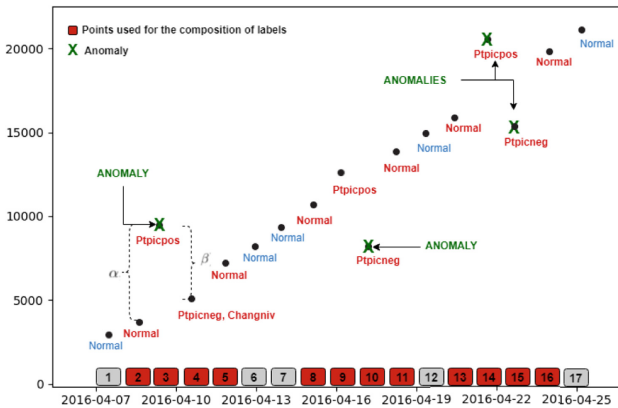 20000
15000
10000
5000
0
Points used for the composition of labels
X Anomaly
Ptpicpos
Normal
Normal
ANOMALIES
Normal
Normal
Ptpicneg
Normal
ANOMALY
Ptpicpos
Normal
Ptpicpos
Normal
ANOMALY
Ptpicneg
α
β
Normal
Normal
Ptpicneg, Changniv
Normal
Normal
1 2 3 4 5 6 7 8 9 10 11 12 13 14 15 16 17
2016-04-07 2016-04-10 2016-04-13 2016-04-16 2016-04-19 2016-04-22 2016-04-25